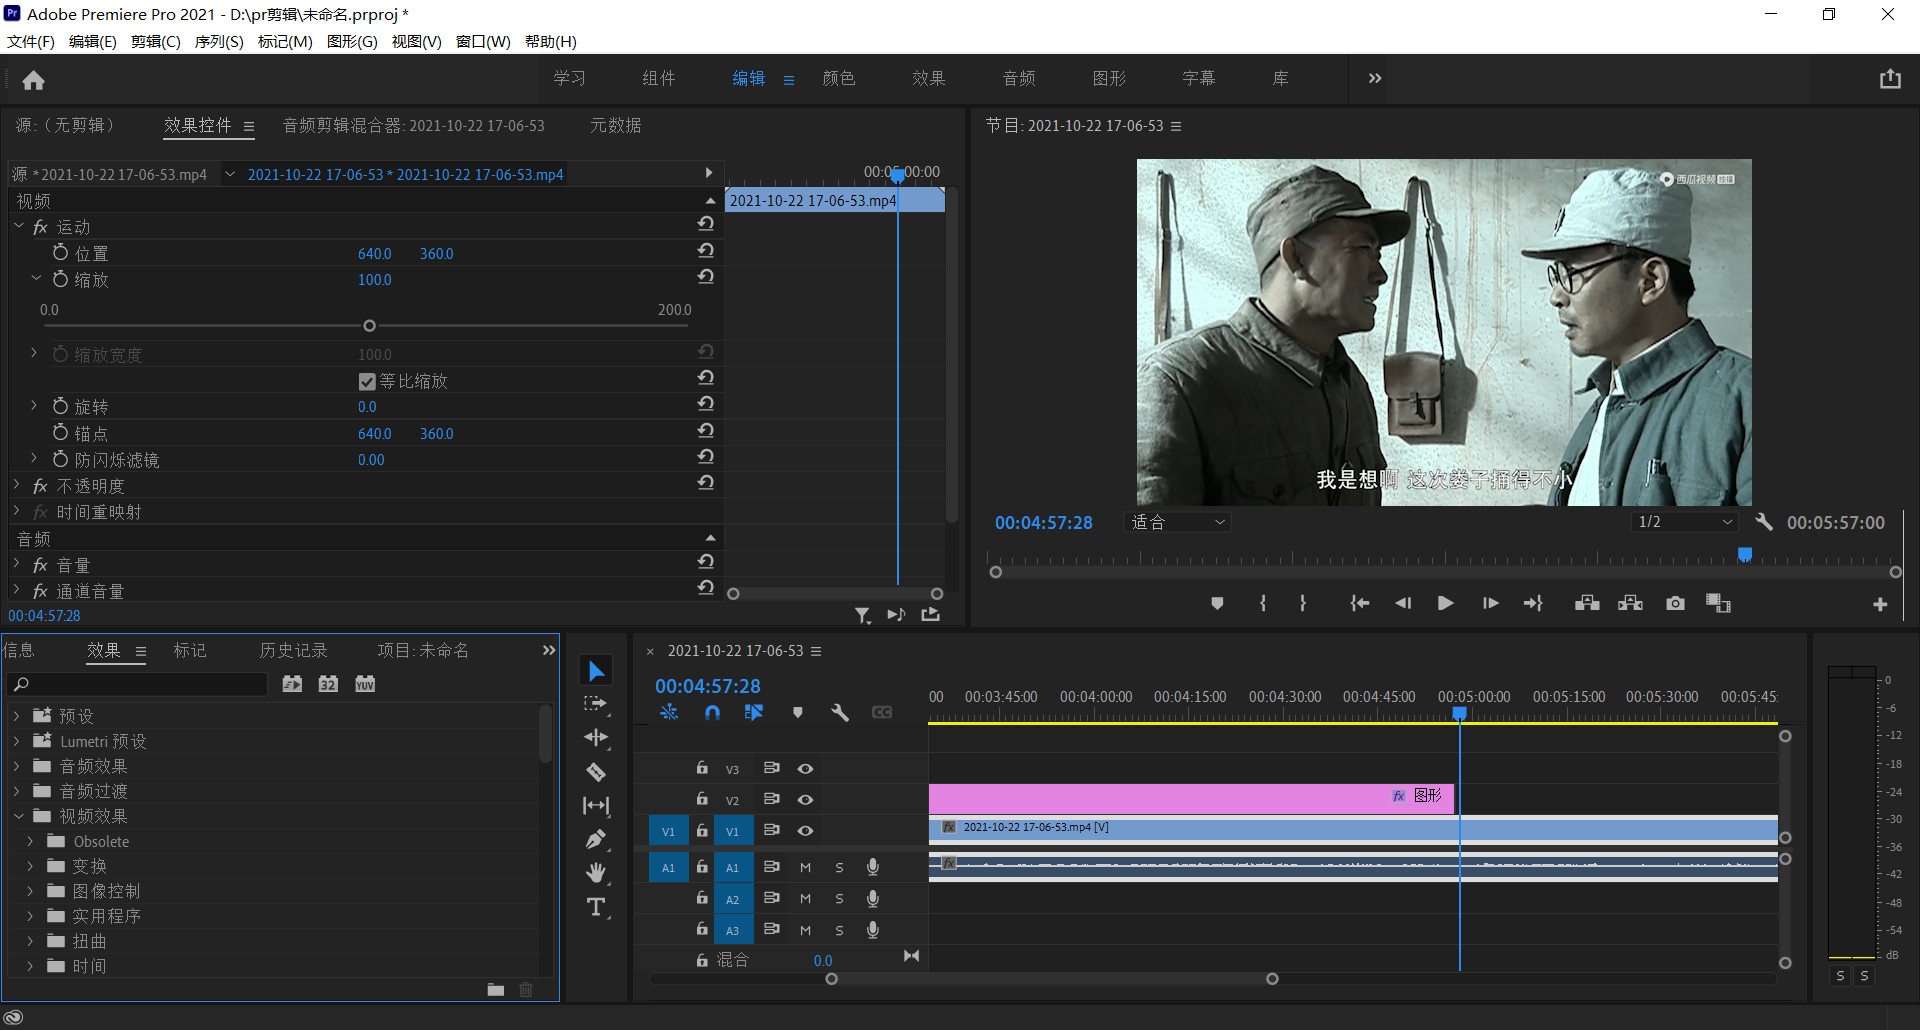 Adobe Premiere Pro 2021 - D:\pr剪辑\未命名.prproj *
文件(F) 编辑(E) 剪辑(C) 序列(S) 标记(M) 图形(G) 视图(V) 窗口(W) 帮助(H)
学习 组件 编辑 颜色 效果 音频 图形 字幕 库
源:（无剪辑） 效果控件 音频剪辑混合器: 2021-10-22 17-06-53 元数据
源 * 2021-10-22 17-06-53.mp4 2021-10-22 17-06-53 * 2021-10-22 17-06-53.mp4
00:05:00:00
2021-10-22 17-06-53.mp4
视频
fx 运动
位置 640.0 360.0
缩放 100.0
0.0 200.0
缩放宽度 100.0
等比缩放
旋转 0.0
锚点 640.0 360.0
防闪烁滤镜 0.00
fx 不透明度
fx 时间重映射
音频
fx 音量
fx 通道音量
00:04:57:28
节目: 2021-10-22 17-06-53
西瓜视频
我是想啊 这次娄子捅得不小
00:04:57:28 适合 1/2 00:05:57:00
信息 效果 标记 历史记录 项目: 未命名
32 YUV
预设
Lumetri 预设
音频效果
音频过渡
视频效果
Obsolete
变换
图像控制
实用程序
扭曲
时间
× 2021-10-22 17-06-53
00:04:57:28
CC
00 00:03:45:00 00:04:00:00 00:04:15:00 00:04:30:00 00:04:45:00 00:05:00:00 00:05:15:00 00:05:30:00 00:05:45:
V3
V2 fx 图形
V1 V1 fx 2021-10-22 17-06-53.mp4 [V]
A1 A1 M S fx
A2 M S
A3 M S
混合 0.0
0
-6
-12
-18
-24
-30
-36
-42
-48
-54
dB
S S